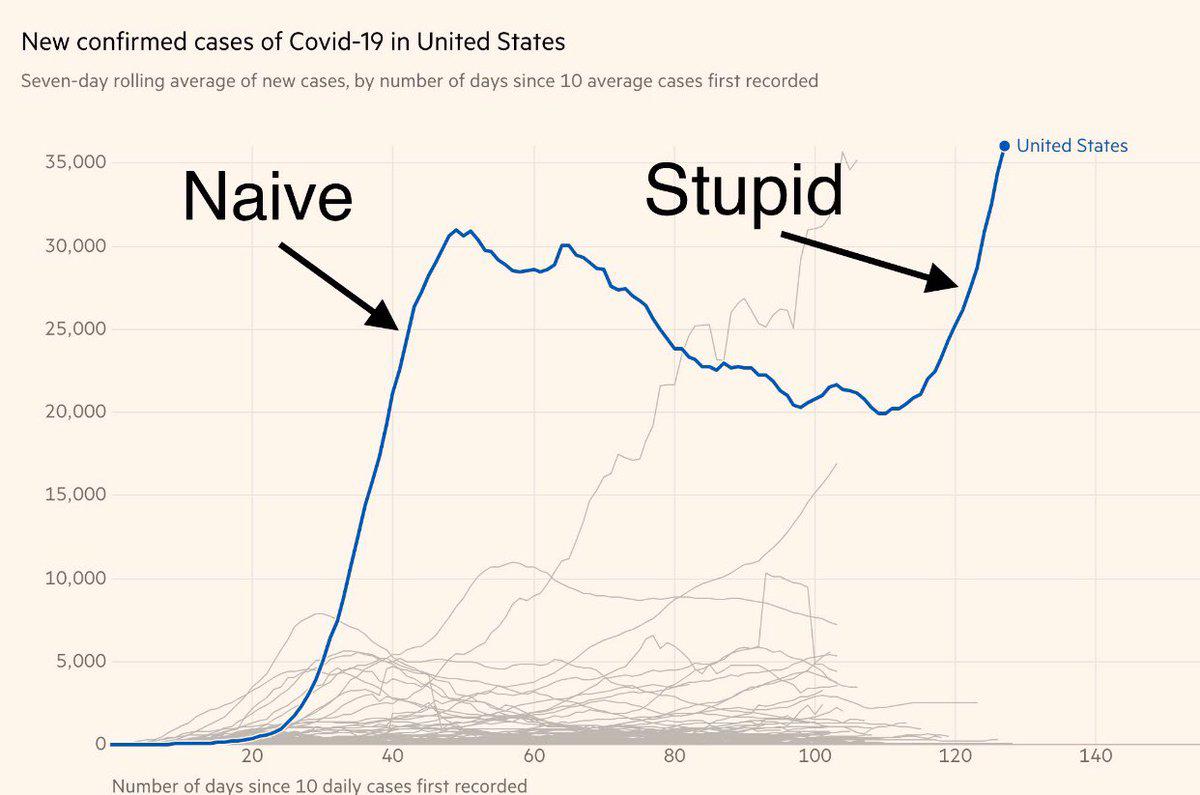 New confirmed cases of Covid-19 in United States
Seven-day rolling average of new cases, by number of days since 10 average cases first recorded
United States
35,000
Naive
Stupid
30,000
25,000
20,000
15,000
10,000
5,000
0
20 40 60 80 100 120 140
Number of days since 10 daily cases first recorded